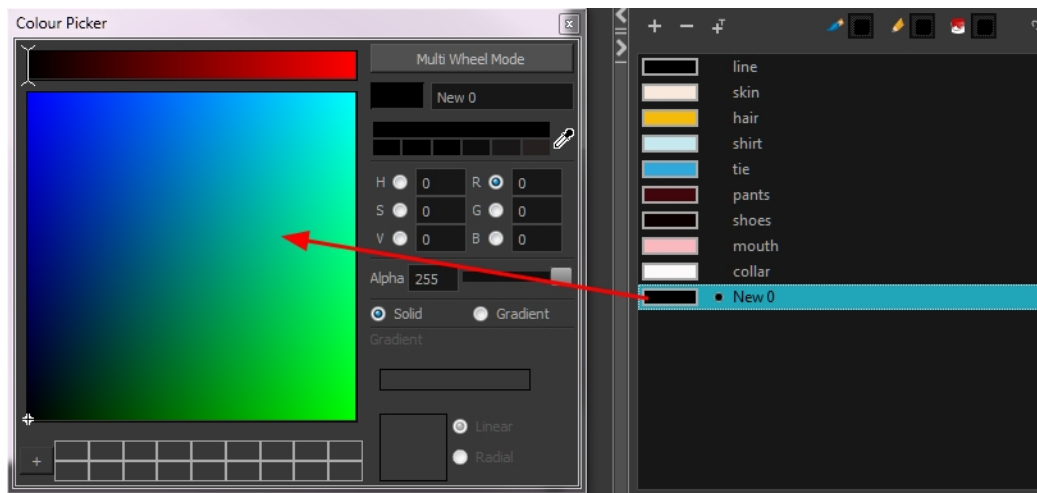 Colour Picker
Multi Wheel Mode
New 0
H 0 R 0
S 0 G 0
V 0 B 0
Alpha 255
Solid Gradient
Gradient
Linear
Radial
+
+ − +T
line
skin
hair
shirt
tie
pants
shoes
mouth
collar
New 0